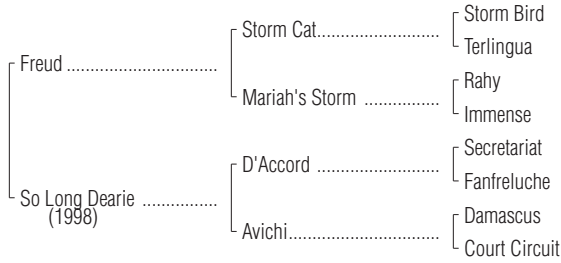 Storm Bird
Storm Cat..........................
Terlingua
Freud ................................
Rahy
Mariah's Storm ................
Immense
Secretariat
D'Accord ..........................
Fanfreluche
So Long Dearie ................
(1998)
Damascus
Avichi................................
Court Circuit